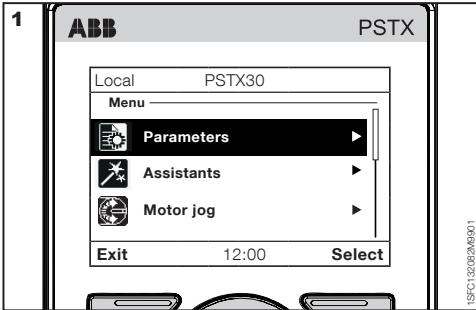 1
ABB PSTX
Local PSTX30
Menu
Parameters
Assistants
Motor jog
Exit 12:00 Select
1SFC132082M9901